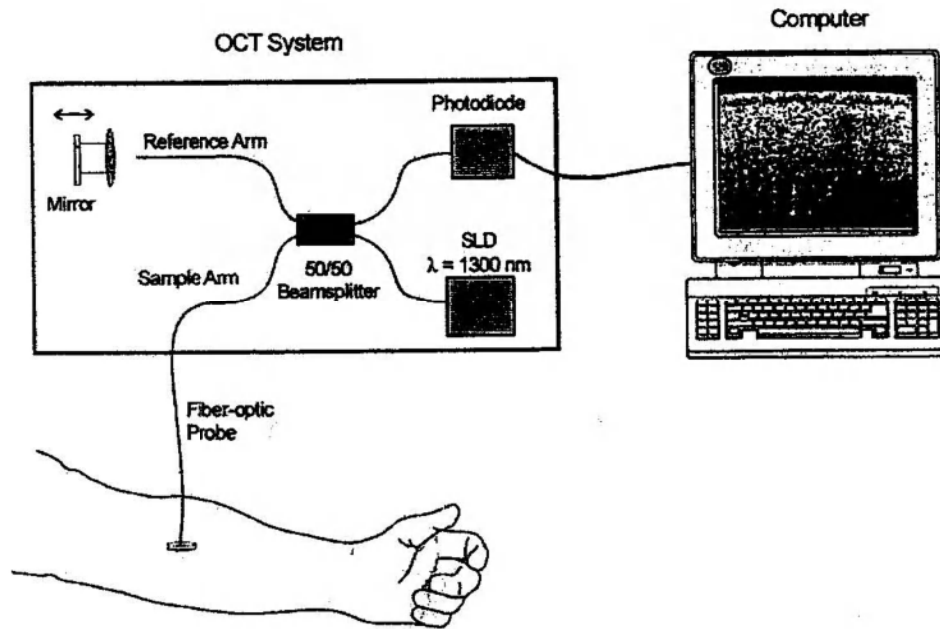 Computer
OCT System
Photodiode
Reference Arm
Mirror
SLD
λ = 1300 nm
50/50
Beamsplitter
Sample Arm
Fiber-optic
Probe